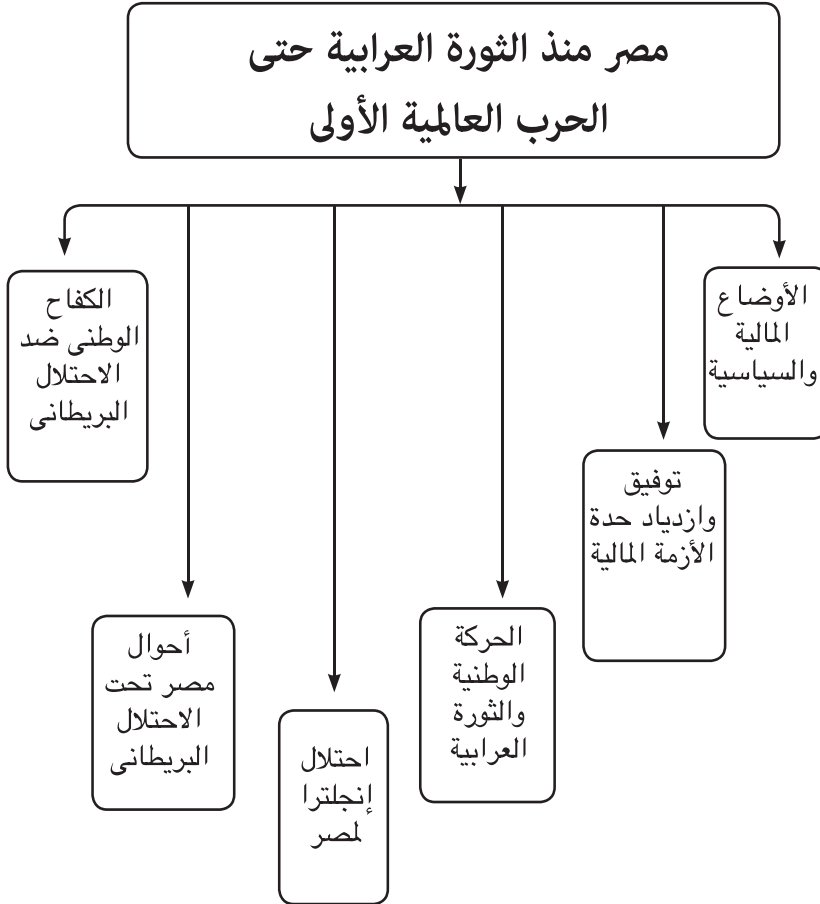 مصر منذ الثورة العرابية حتى
الحرب العالمية الأولى
الأوضاع
المالية
والسياسية
توفيق
وازدياد حدة
الأزمة المالية
الحركة
الوطنية
والثورة
العرابية
احتلال
إنجلترا
لمصر
أحوال
مصر تحت
الاحتلال
البريطانى
الكفاح
الوطنى ضد
الاحتلال
البريطانى